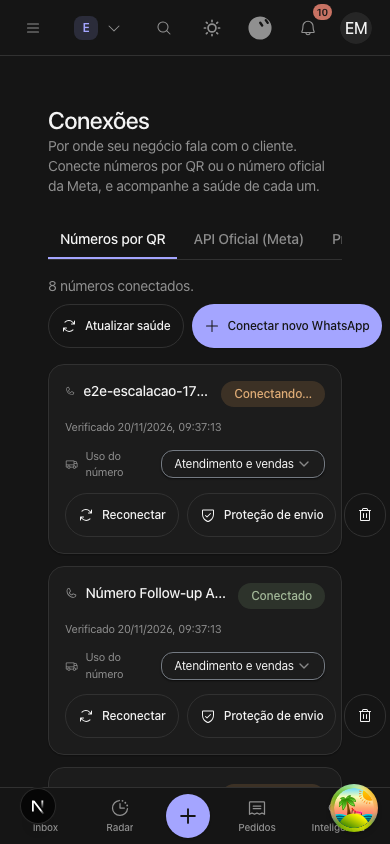 E
10
EM
Conexões
Por onde seu negócio fala com o cliente.
Conecte números por QR ou o número oficial
da Meta, e acompanhe a saúde de cada um.
Números por QR
API Oficial (Meta)
8 números conectados.
Atualizar saúde
Conectar novo WhatsApp
e2e-escalacao-17...
Conectando...
Verificado 20/11/2026, 09:37:13
Uso do
número
Atendimento e vendas
Reconectar
Proteção de envio
Número Follow-up A...
Conectado
Verificado 20/11/2026, 09:37:13
Uso do
número
Atendimento e vendas
Reconectar
Proteção de envio
N
Inbox
Radar
Pedidos